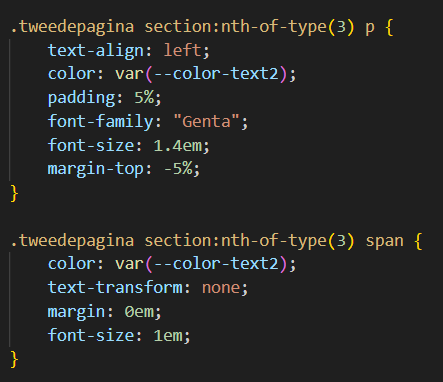 .tweedepagina section:nth-of-type(3) p {
    text-align: left;
    color: var(--color-text2);
    padding: 5%;
    font-family: "Genta";
    font-size: 1.4em;
    margin-top: -5%;
}

.tweedepagina section:nth-of-type(3) span {
    color: var(--color-text2);
    text-transform: none;
    margin: 0em;
    font-size: 1em;
}